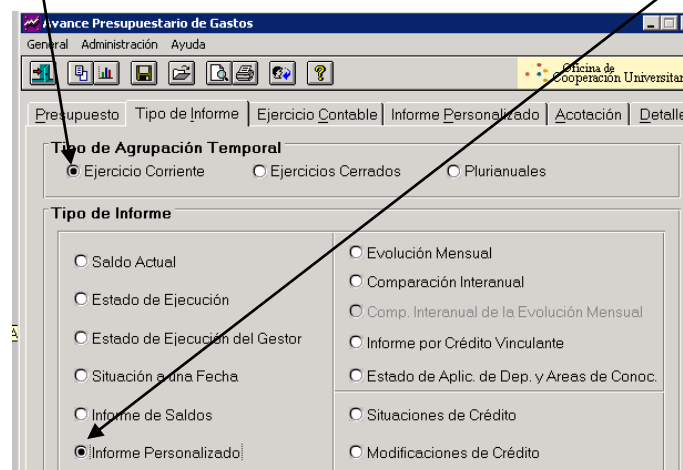 Avance Presupuestario de Gastos
General Administración Ayuda
Oficina de
Cooperación Universitar
Presupuesto Tipo de Informe Ejercicio Contable Informe Personalizado Acotación Detalle
Tipo de Agrupación Temporal
Ejercicio Corriente Ejercicios Cerrados Plurianuales
Tipo de Informe
Saldo Actual
Estado de Ejecución
Estado de Ejecución del Gestor
Situación a una Fecha
Informe de Saldos
Informe Personalizado
Evolución Mensual
Comparación Interanual
Comp. Interanual de la Evolución Mensual
Informe por Crédito Vinculante
Estado de Aplic. de Dep. y Areas de Conoc.
Situaciones de Crédito
Modificaciones de Crédito